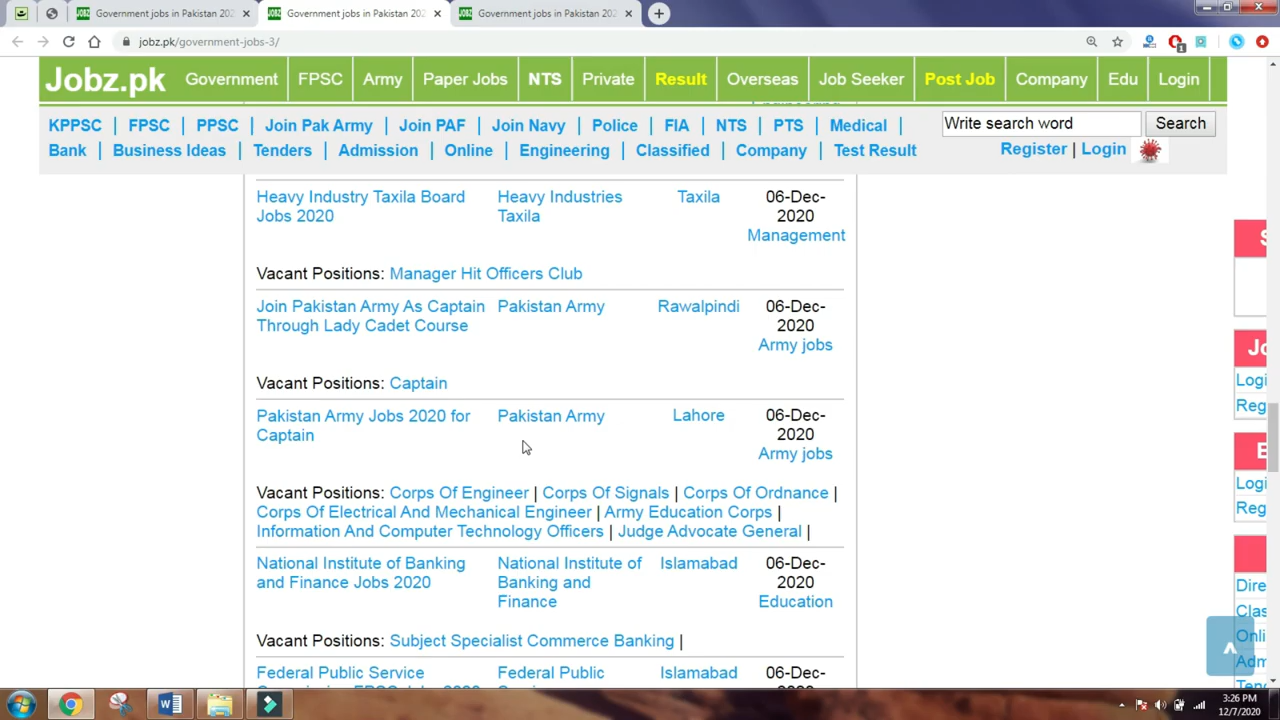 Government jobs in Pakistan 202
Government jobs in Pakistan 202
Government jobs in Pakistan 202
jobz.pk/government-jobs-3/
1
Jobz.pk Government FPSC Army Paper Jobs NTS Private Result Overseas Job Seeker Post Job Company Edu Login
KPPSC | FPSC | PPSC | Join Pak Army | Join PAF | Join Navy | Police | FIA | NTS | PTS | Medical | Write search word Search
Bank | Business Ideas | Tenders | Admission | Online | Engineering | Classified | Company | Test Result Register | Login
Heavy Industry Taxila Board Heavy Industries Taxila 06-Dec-
Jobs 2020 Taxila 2020
Management
Vacant Positions: Manager Hit Officers Club
Join Pakistan Army As Captain Pakistan Army Rawalpindi 06-Dec-
Through Lady Cadet Course 2020
Army jobs
Vacant Positions: Captain
Pakistan Army Jobs 2020 for Pakistan Army Lahore 06-Dec-
Captain 2020
Army jobs
Vacant Positions: Corps Of Engineer | Corps Of Signals | Corps Of Ordnance |
Corps Of Electrical And Mechanical Engineer | Army Education Corps |
Information And Computer Technology Officers | Judge Advocate General |
National Institute of Banking National Institute of Islamabad 06-Dec-
and Finance Jobs 2020 Banking and 2020
Finance Education
Vacant Positions: Subject Specialist Commerce Banking |
Federal Public Service Federal Public Islamabad 06-Dec-
Jo
Logi
Reg
E
Logi
Reg
Dire
Clas
Onli
Adm
3:26 PM
12/7/2020